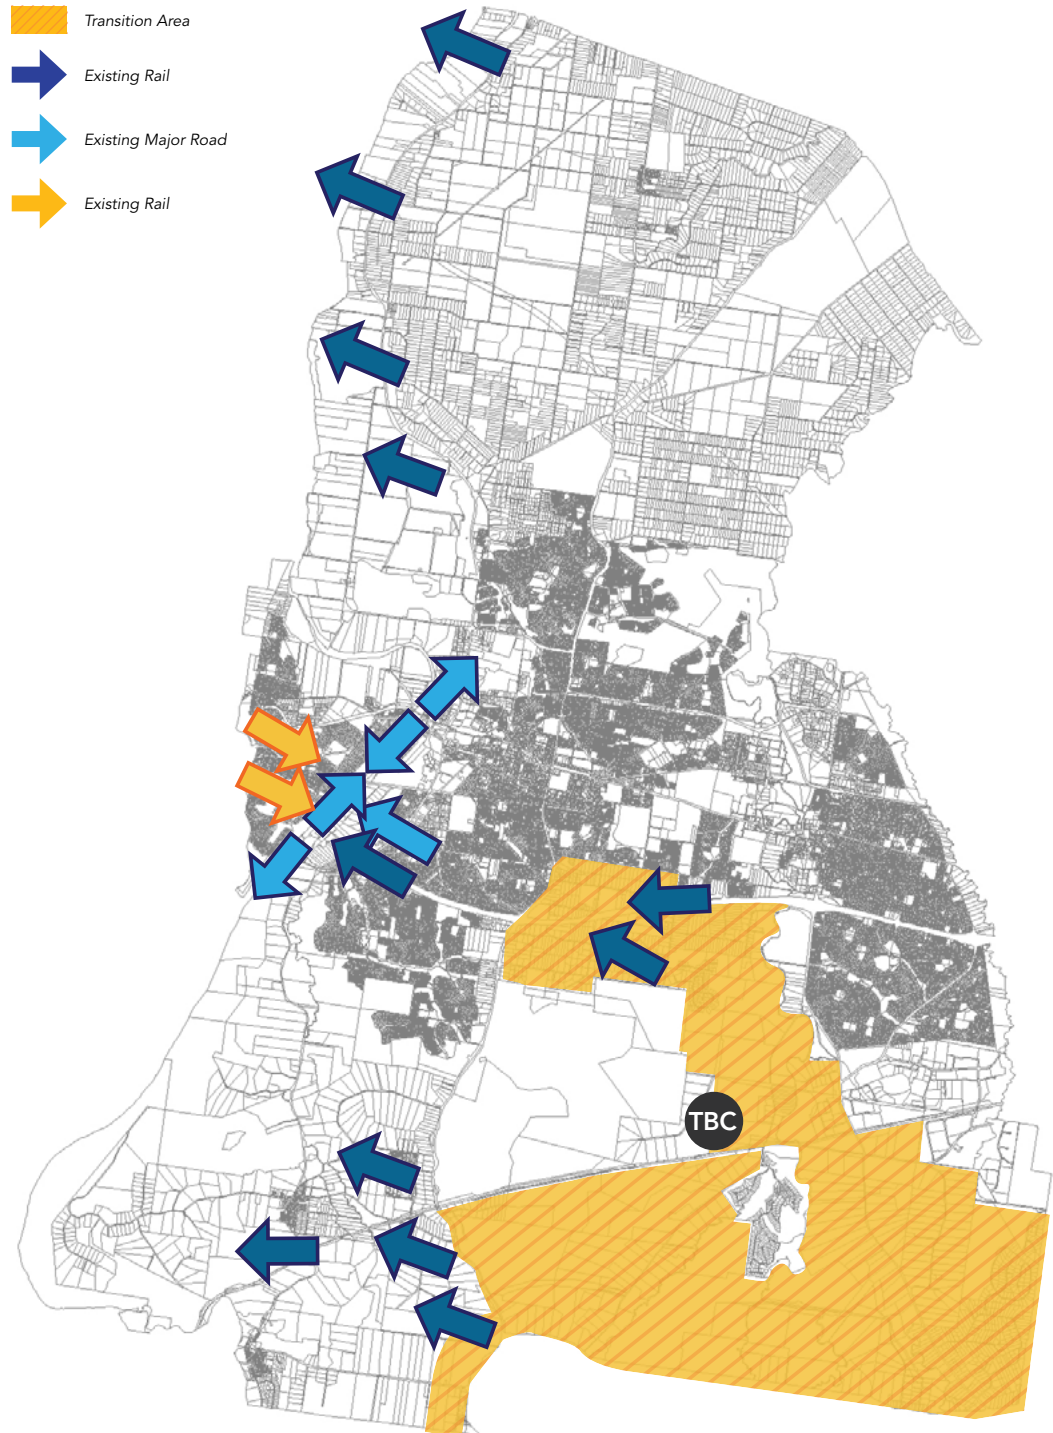 Transition Area
Existing Rail
Existing Major Road
Existing Rail
TBC